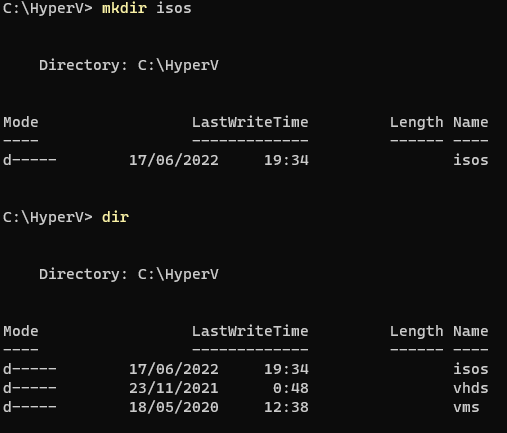 C:\HyperV> mkdir isos
Directory: C:\HyperV
Mode                 LastWriteTime         Length Name
----                 -------------         ------ ----
d-----        17/06/2022     19:34                isos
C:\HyperV> dir
Directory: C:\HyperV
Mode                 LastWriteTime         Length Name
----                 -------------         ------ ----
d-----        17/06/2022     19:34                isos
d-----        23/11/2021      0:48                vhds
d-----        18/05/2020     12:38                vms